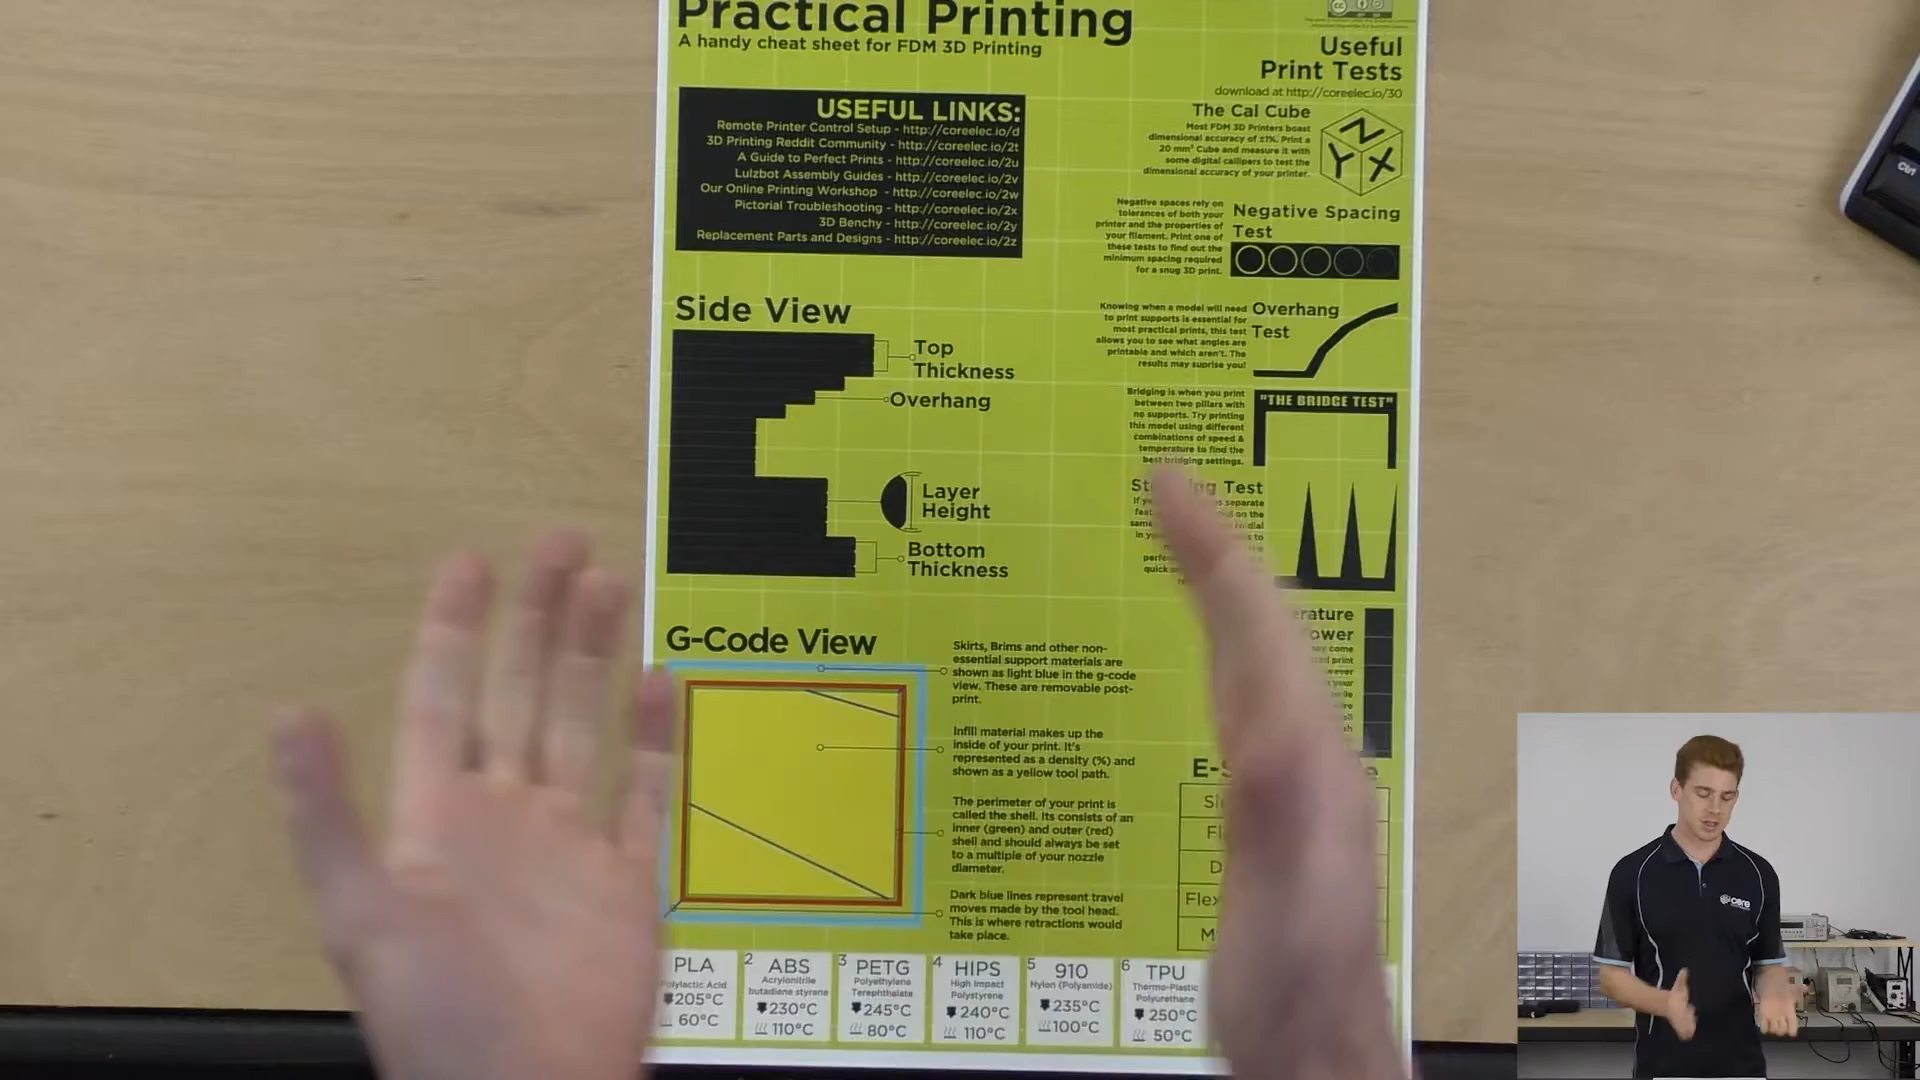 Practical Printing
A handy cheat sheet for FDM 3D Printing
USEFUL LINKS:
Remote Printer Control Setup - http://coreelec.io/d
3D Printing Reddit Community - http://coreelec.io/2t
A Guide to Perfect Prints - http://coreelec.io/2u
Lulzbot Assembly Guides - http://coreelec.io/2v
Our Online Printing Workshop - http://coreelec.io/2w
Pictorial Troubleshooting - http://coreelec.io/2x
3D Benchy - http://coreelec.io/2y
Replacement Parts and Designs - http://coreelec.io/2z
Side View
Top
Thickness
Overhang
Layer
Height
Bottom
Thickness
G-Code View
Skirts, Brims and other non-
essential support materials are
shown as light blue in the g-code
view. These are removable post-
print.
Infill material makes up the
inside of your print. It's
represented as a density (%) and
shown as a yellow tool path.
The perimeter of your print is
called the shell. Its consists of an
inner (green) and outer (red)
shell and should always be set
to a multiple of your nozzle
diameter.
Dark blue lines represent travel
moves made by the tool head.
This is where retractions would
take place.
Useful
Print Tests
download at http://coreelec.io/30
The Cal Cube
Most FDM 3D Printers boast
dimensional accuracy of ±1%. Print a
20 mm³ Cube and measure it with
some digital callipers to test the
dimensional accuracy of your printer.
Z
Y X
Negative Spacing
Test
Negative spaces rely on
tolerances of both your
printer and the properties of
your filament. Print one of
these tests to find out the
minimum spacing required
for a snug 3D print.
Overhang
Test
Knowing when a model will need
to print supports is essential for
most practical prints, this test
allows you to see what angles are
printable and which aren't. The
results may suprise you!
Bridging is when you print
between two pillars with
no supports. Try printing
this model using different
combinations of speed &
temperature to find the
best bridging settings.
"THE BRIDGE TEST"
Test
separate
on the
to
quick
PLA
Polylactic Acid
205°C
60°C
2 ABS
Acrylonitrile
butadiene styrene
230°C
110°C
3 PETG
Polyethylene
Terephthalate
245°C
80°C
4 HIPS
High Impact
Polystyrene
240°C
110°C
5 910
Nylon (Polyamide)
235°C
100°C
6 TPU
Thermo-Plastic
Polyurethane
250°C
50°C
Ctrl
core